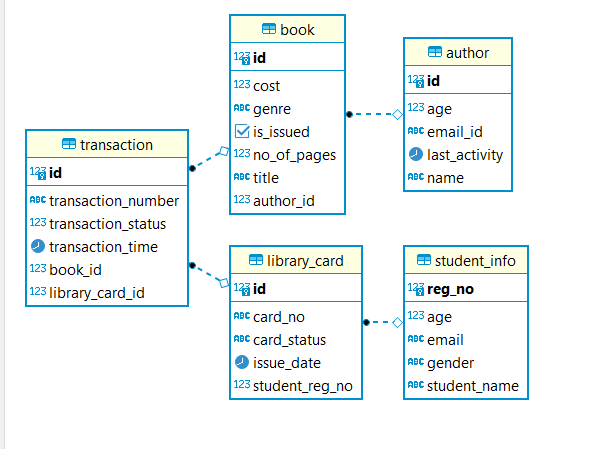 book
123 id
123 cost
ABC genre
is_issued
123 no_of_pages
ABC title
123 author_id
author
123 id
123 age
ABC email_id
last_activity
ABC name
transaction
123 id
ABC transaction_number
123 transaction_status
transaction_time
123 book_id
123 library_card_id
library_card
123 id
ABC card_no
ABC card_status
issue_date
123 student_reg_no
student_info
123 reg_no
123 age
ABC email
ABC gender
ABC student_name